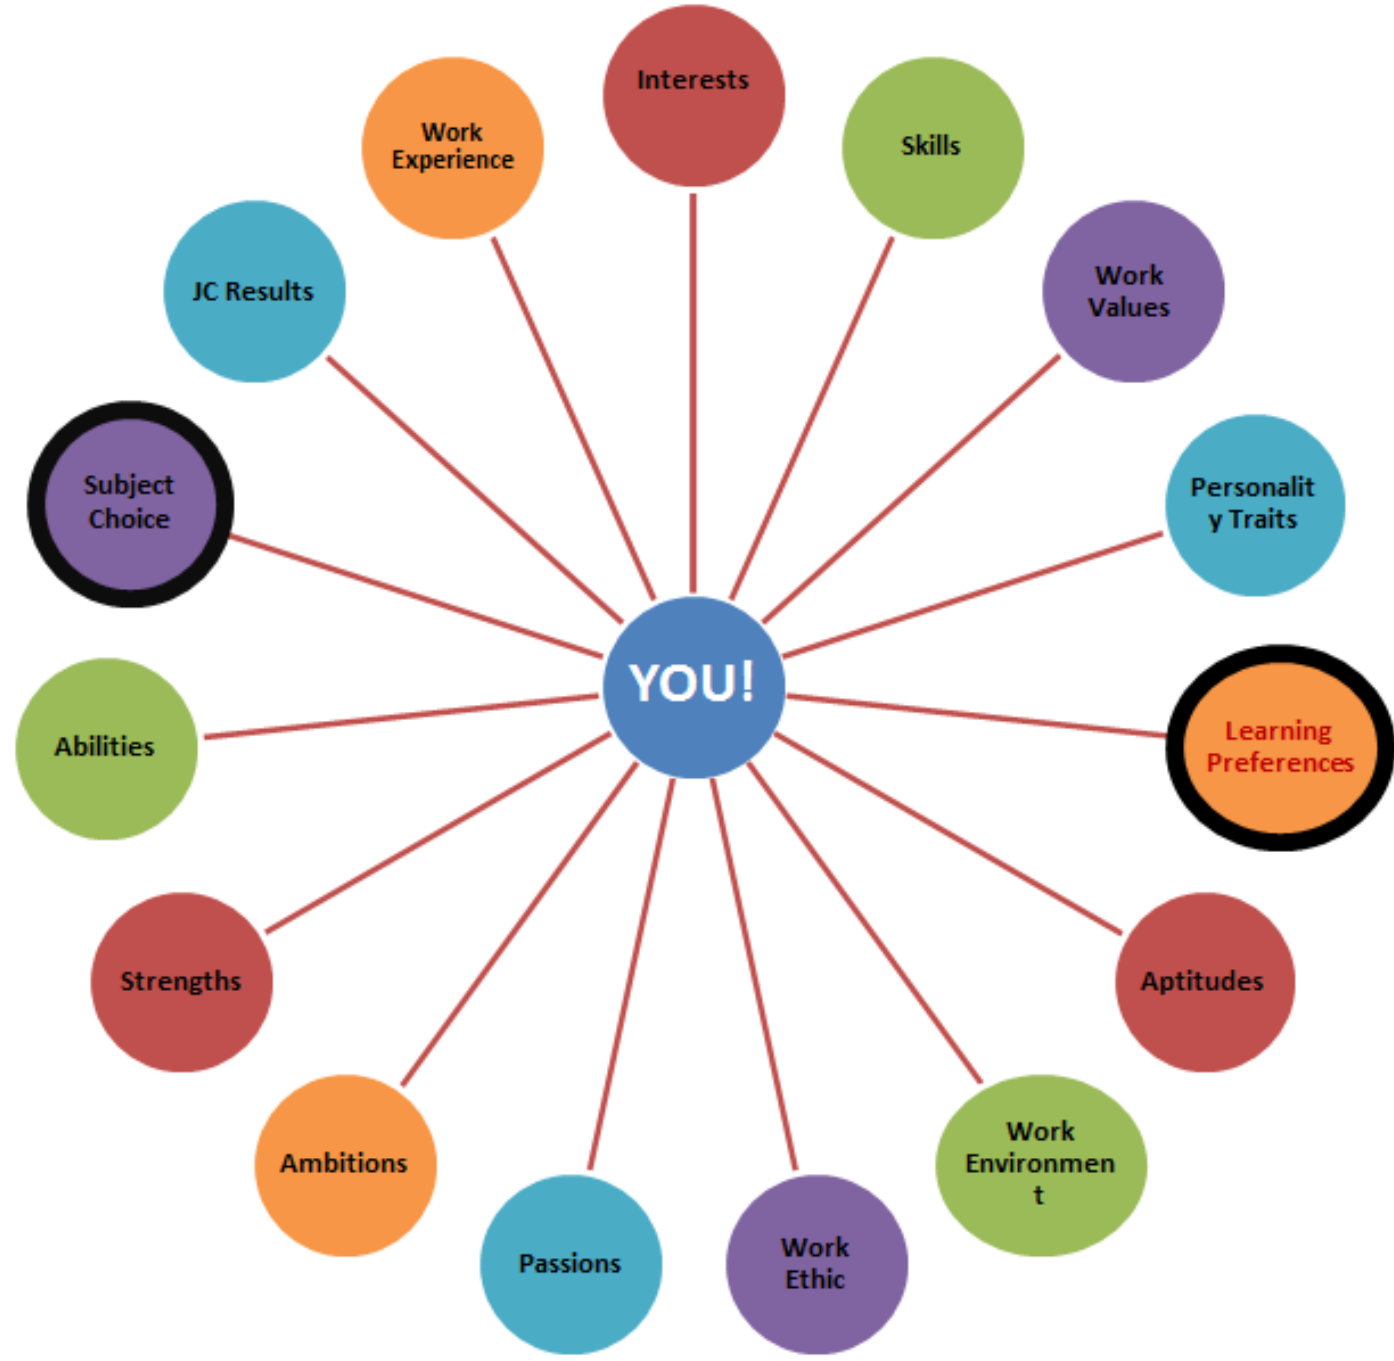 Interests
Skills
Work
Values
Personalit
y Traits
Learning
Preferences
Aptitudes
Work
Environmen
t
Work
Ethic
Passions
Ambitions
Strengths
Abilities
Subject
Choice
JC Results
Work
Experience
YOU!